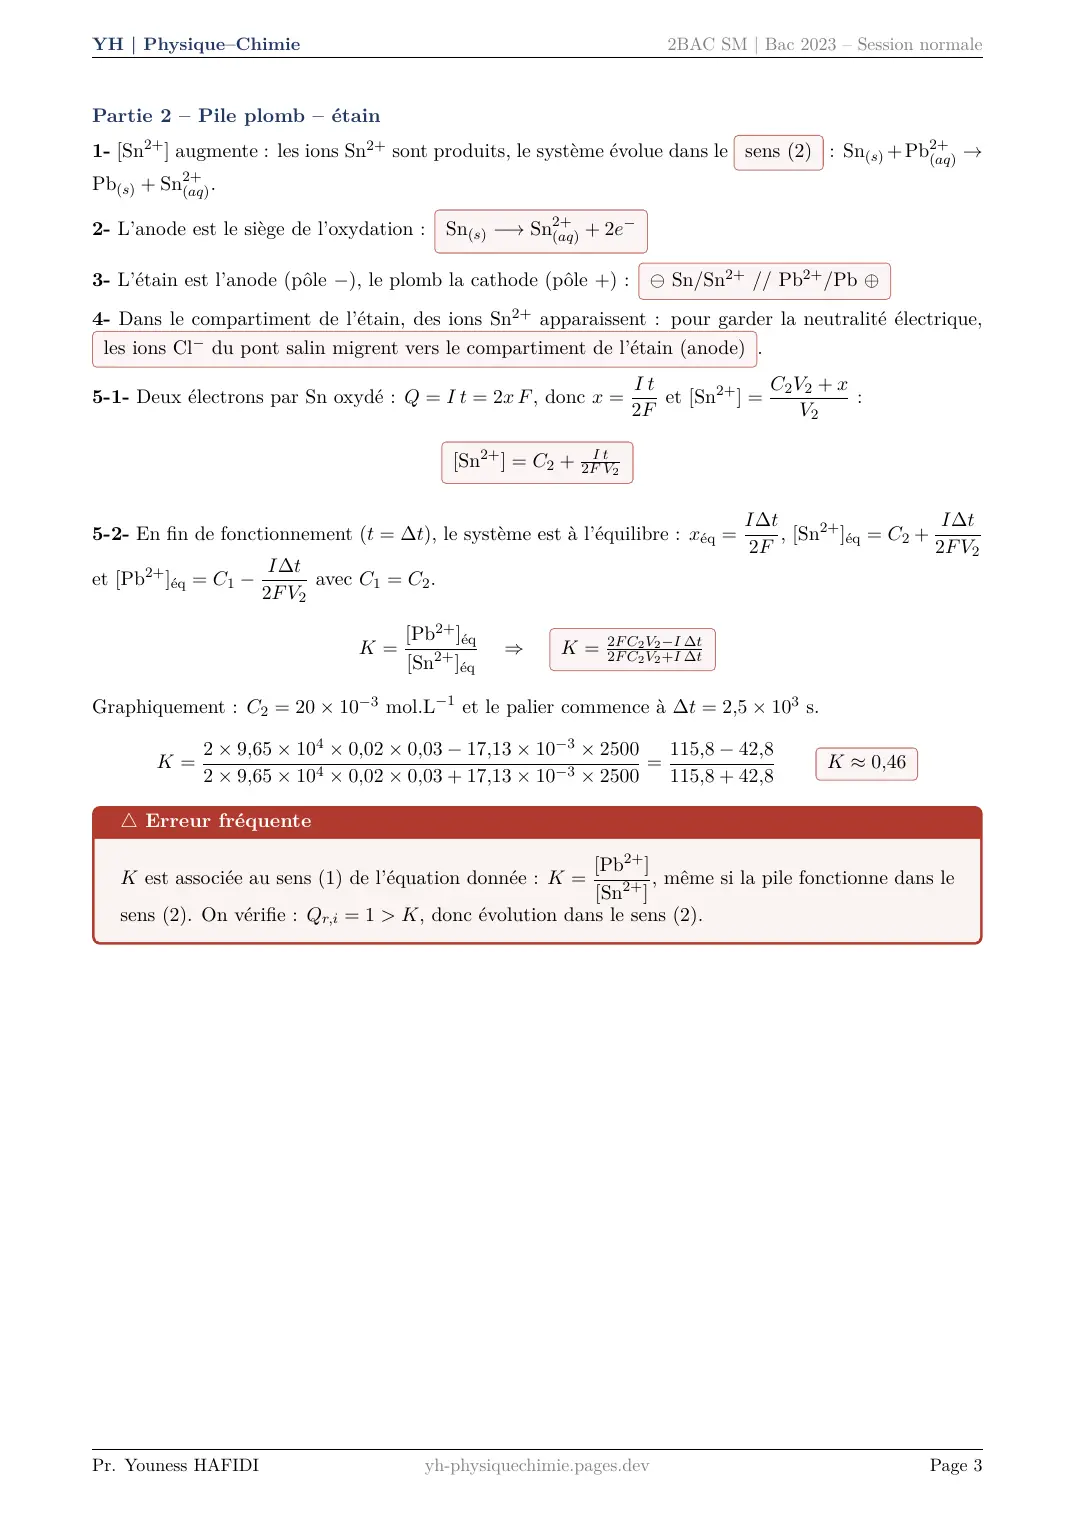 YH | Physique–Chimie 2BAC SM | Bac 2023 – Session normale
Partie 2 – Pile plomb – étain
1- [Sn²⁺] augmente : les ions Sn²⁺ sont produits, le système évolue dans le sens (2) : Sn(s) + Pb²⁺(aq) →
Pb(s) + Sn²⁺(aq).
2- L'anode est le siège de l'oxydation : Sn(s) ⟶ Sn²⁺(aq) + 2e⁻
3- L'étain est l'anode (pôle −), le plomb la cathode (pôle +) : ⊖ Sn/Sn²⁺ // Pb²⁺/Pb ⊕
4- Dans le compartiment de l'étain, des ions Sn²⁺ apparaissent : pour garder la neutralité électrique,
les ions Cl⁻ du pont salin migrent vers le compartiment de l'étain (anode) .
5-1- Deux électrons par Sn oxydé : Q = I t = 2x F, donc x = I t / 2F et [Sn²⁺] = (C₂V₂ + x) / V₂ :
[Sn²⁺] = C₂ + I t / 2F V₂
5-2- En fin de fonctionnement (t = Δt), le système est à l'équilibre : xéq = IΔt / 2F, [Sn²⁺]éq = C₂ + IΔt / 2FV₂
et [Pb²⁺]éq = C₁ − IΔt / 2FV₂ avec C₁ = C₂.
K = [Pb²⁺]éq / [Sn²⁺]éq ⇒ K = (2FC₂V₂−I Δt) / (2FC₂V₂+I Δt)
Graphiquement : C₂ = 20 × 10⁻³ mol.L⁻¹ et le palier commence à Δt = 2,5 × 10³ s.
K = (2 × 9,65 × 10⁴ × 0,02 × 0,03 − 17,13 × 10⁻³ × 2500) / (2 × 9,65 × 10⁴ × 0,02 × 0,03 + 17,13 × 10⁻³ × 2500) = (115,8 − 42,8) / (115,8 + 42,8) K ≈ 0,46
△ Erreur fréquente
K est associée au sens (1) de l'équation donnée : K = [Pb²⁺] / [Sn²⁺], même si la pile fonctionne dans le
sens (2). On vérifie : Qr,i = 1 > K, donc évolution dans le sens (2).
Pr. Youness HAFIDI yh-physiquechimie.pages.dev Page 3